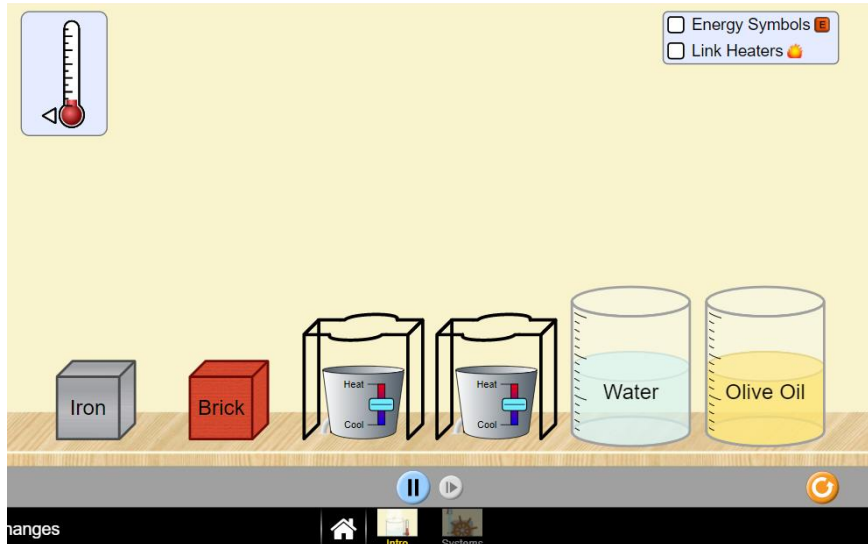 Energy Symbols E
Link Heaters
Iron
Brick
Heat
Cool
Heat
Cool
Water
Olive Oil
hanges
Intro
Systems